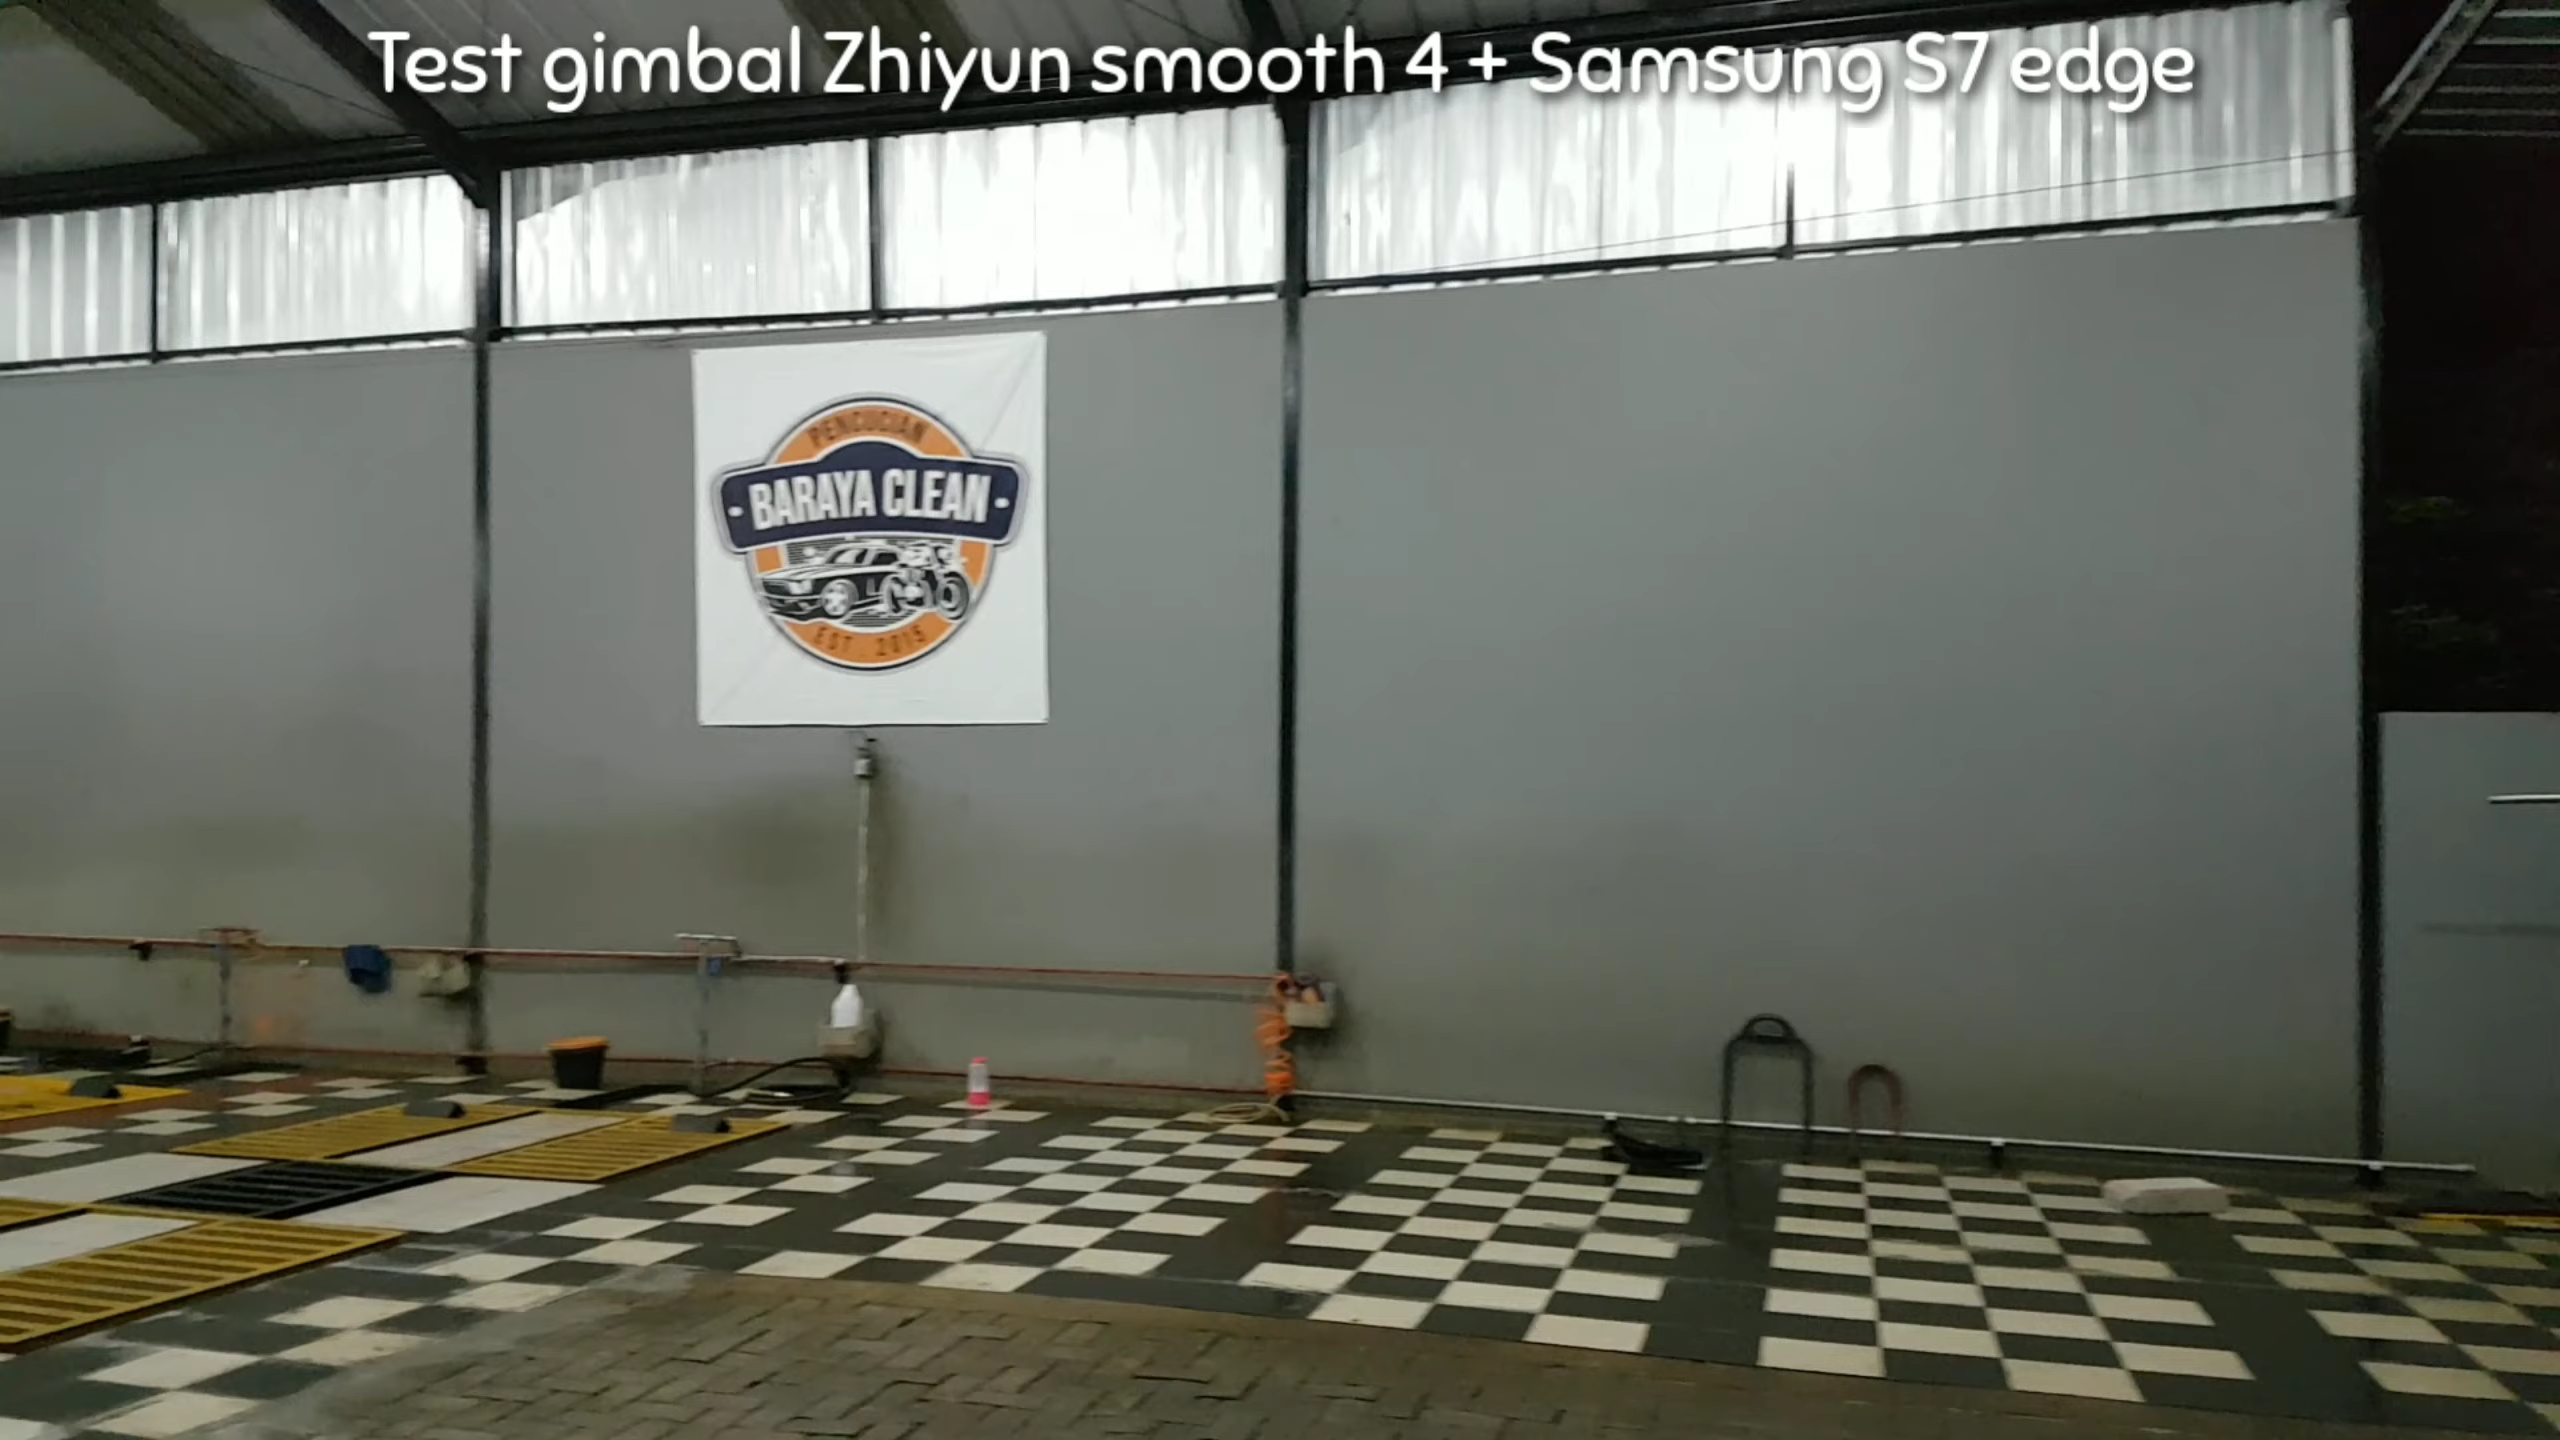 Test gimbal Zhiyun smooth 4 + Samsung S7 edge
PENCUCIAN
BARAYA CLEAN
EST . 2015